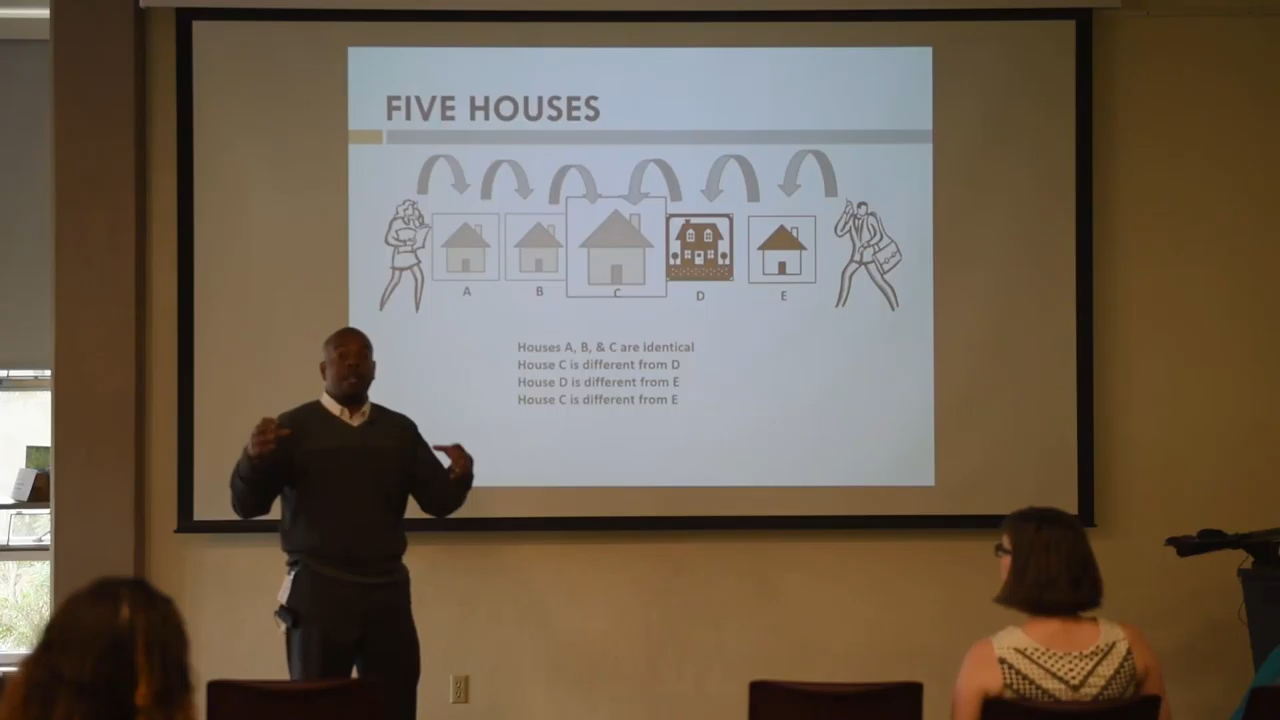 FIVE HOUSES
A
B
C
D
E
Houses A, B, & C are identical
House C is different from D
House D is different from E
House C is different from E